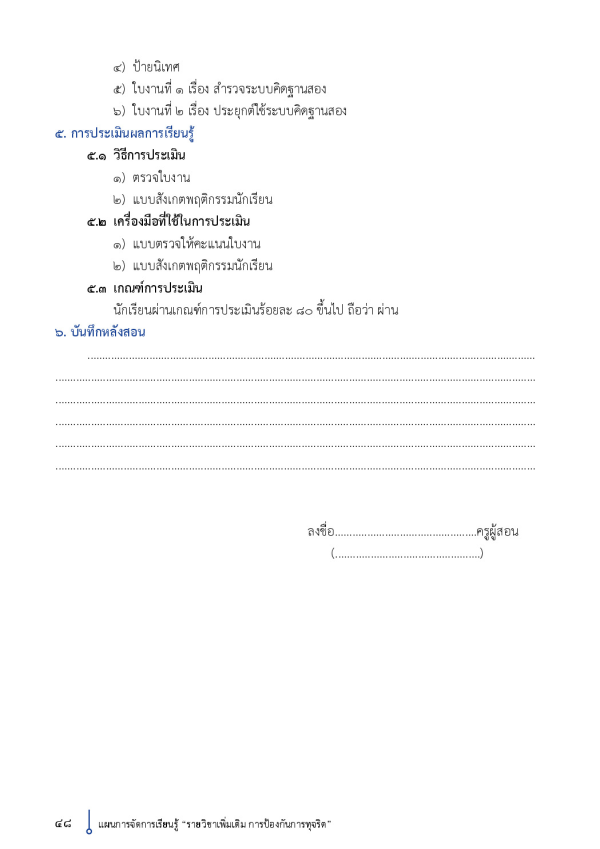 ๔) ป้ายนิเทศ
๕) ใบงานที่ ๑ เรื่อง สำรวจระบบคิดฐานสอง
๖) ใบงานที่ ๒ เรื่อง ประยุกต์ใช้ระบบคิดฐานสอง
๕. การประเมินผลการเรียนรู้
๕.๑ วิธีการประเมิน
๑) ตรวจใบงาน
๒) แบบสังเกตพฤติกรรมนักเรียน
๕.๒ เครื่องมือที่ใช้ในการประเมิน
๑) แบบตรวจให้คะแนนใบงาน
๒) แบบสังเกตพฤติกรรมนักเรียน
๕.๓ เกณฑ์การประเมิน
นักเรียนผ่านเกณฑ์การประเมินร้อยละ ๘๐ ขึ้นไป ถือว่า ผ่าน
๖. บันทึกหลังสอน
................................................................................................................................................
................................................................................................................................................
................................................................................................................................................
................................................................................................................................................
................................................................................................................................................
................................................................................................................................................
ลงชื่อ................................................ครูผู้สอน
(.................................................)
๔๘ แผนการจัดการเรียนรู้ “รายวิชาเพิ่มเติม การป้องกันการทุจริต”